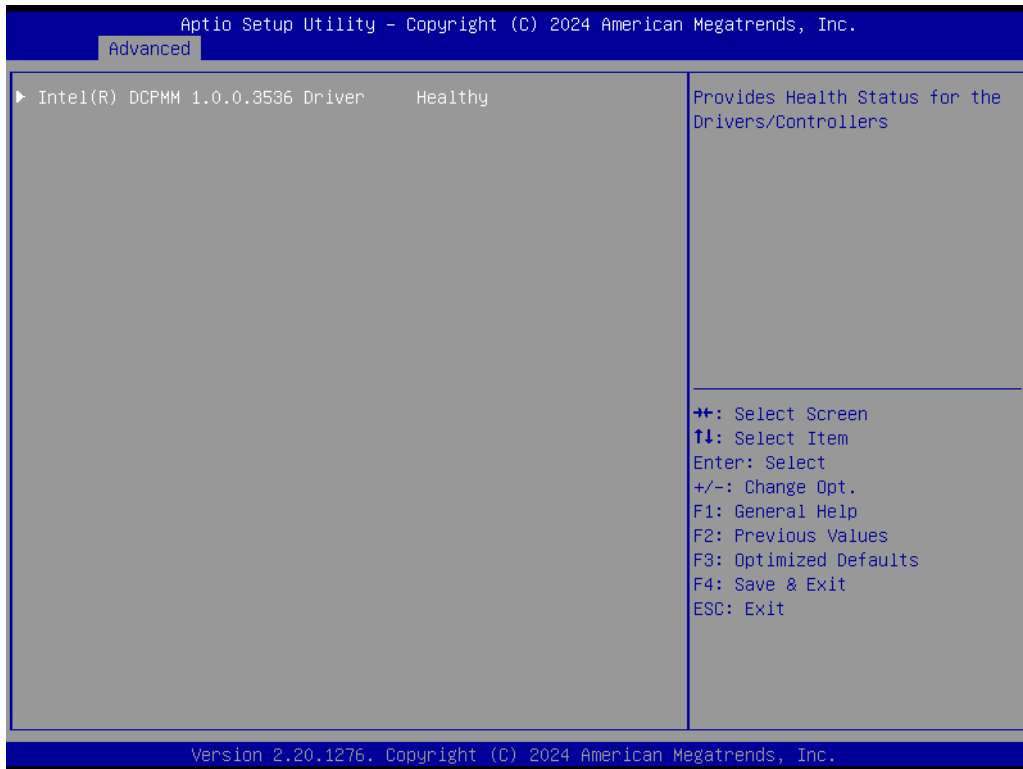 Aptio Setup Utility – Copyright (C) 2024 American Megatrends, Inc.
Advanced
▶ Intel(R) DCPMM 1.0.0.3536 Driver Healthy
Provides Health Status for the
Drivers/Controllers
→←: Select Screen
↑↓: Select Item
Enter: Select
+/-: Change Opt.
F1: General Help
F2: Previous Values
F3: Optimized Defaults
F4: Save & Exit
ESC: Exit
Version 2.20.1276. Copyright (C) 2024 American Megatrends, Inc.